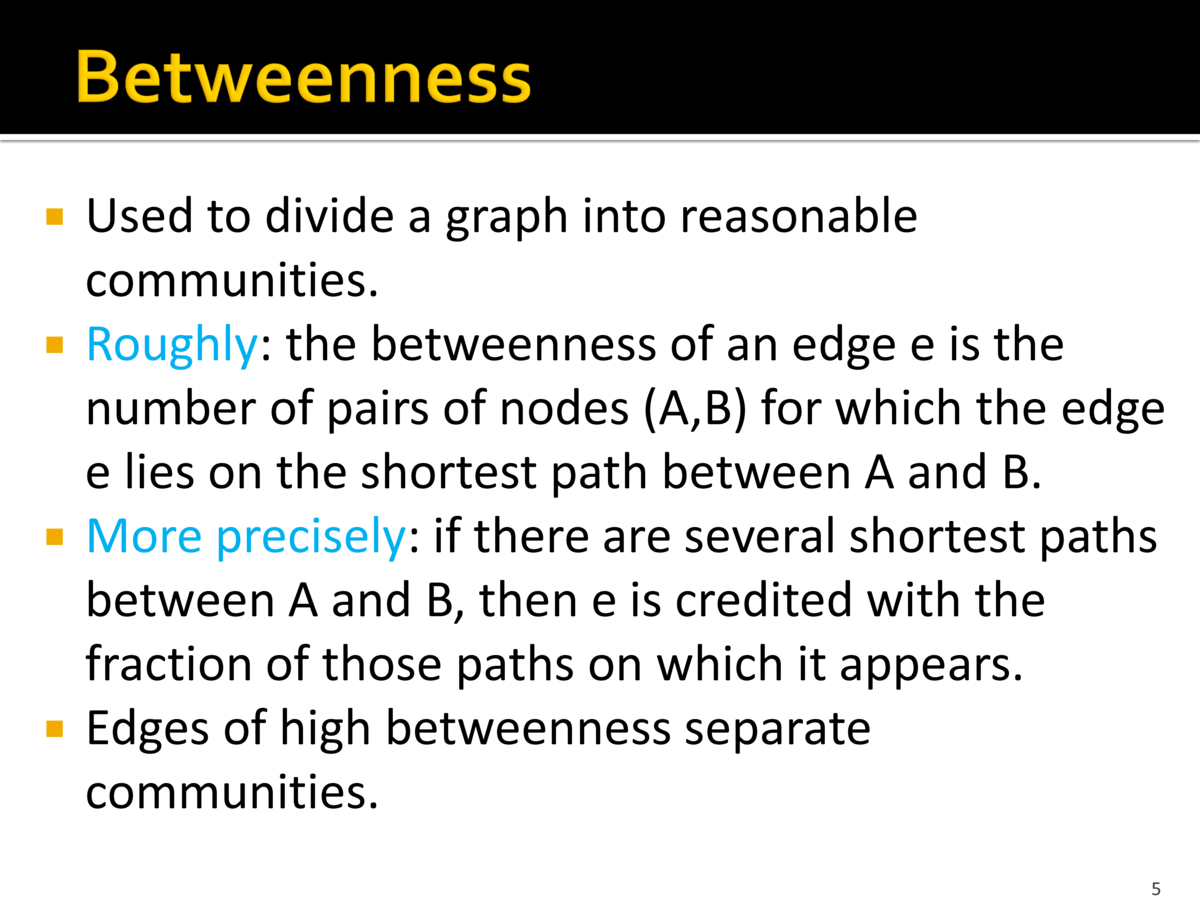 Betweenness
Used to divide a graph into reasonable
communities.
Roughly: the betweenness of an edge e is the
number of pairs of nodes (A,B) for which the edge
e lies on the shortest path between A and B.
More precisely: if there are several shortest paths
between A and B, then e is credited with the
fraction of those paths on which it appears.
Edges of high betweenness separate
communities.
5